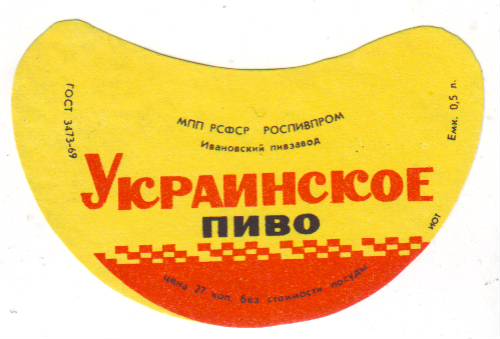 МПП РСФСР РОСПИВПРОМ
Ивановский пивзавод
ГОСТ 3473-69
Емк. 0,5 л.
Украинское
пиво
цена 27 коп. без стоимости посуды
ИОТ